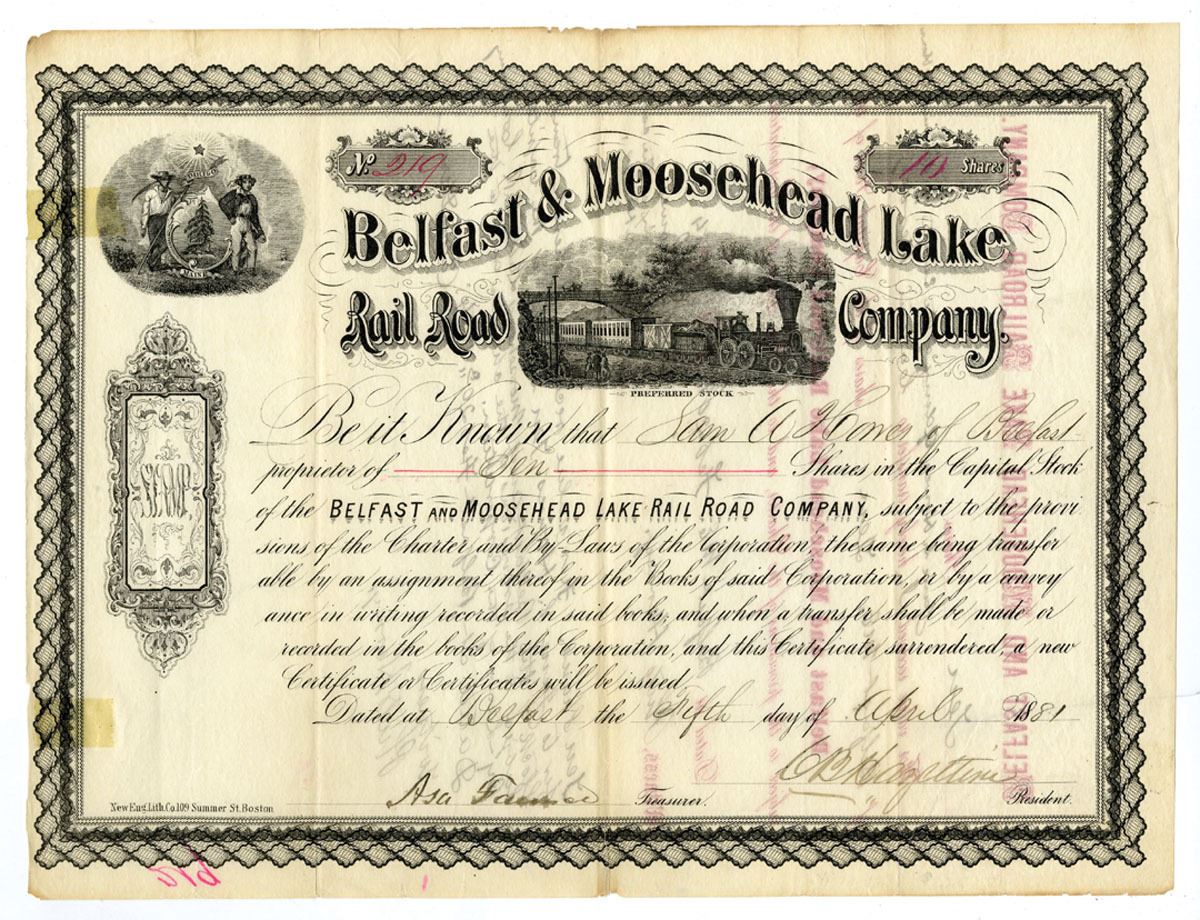 No. 219
10 Shares
Belfast & Moosehead Lake
Rail Road Company.
MAINE
PREFERRED STOCK
Be it Known that Sam A Howes of Belfast
proprietor of Ten Shares in the Capital Stock
of the BELFAST AND MOOSEHEAD LAKE RAIL ROAD COMPANY, subject to the provi
sions of the Charter and By-Laws of the Corporation, the same being transfer
able by an assignment thereof in the Books of said Corporation, or by a convey
ance in writing recorded in said books; and when a transfer shall be made or
recorded in the books of the Corporation, and this Certificate surrendered, a new
Certificate or Certificates will be issued.
Dated at Belfast the Fifth day of April 1881
Asa Treasurer. President.
New Eng. Lith. Co. 109 Summer St. Boston